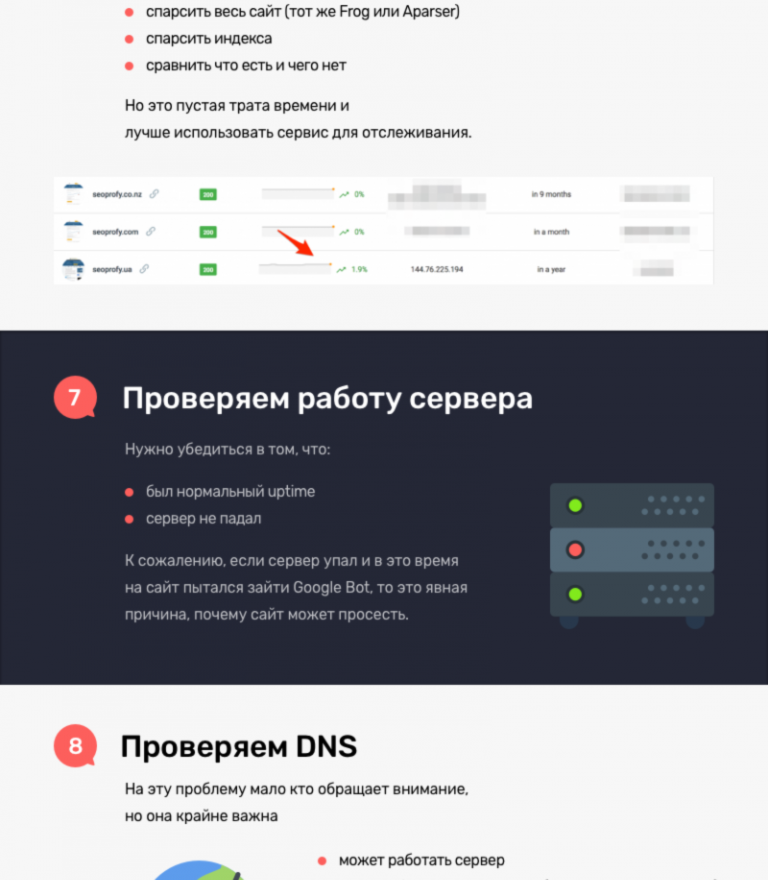 спарсить весь сайт (тот же Frog или Aparser)
спарсить индекса
сравнить что есть и чего нет
Но это пустая трата времени и
лучше использовать сервис для отслеживания.
seoprofy.co.nz 200 0% in 9 months
seoprofy.com 200 0% in a month
seoprofy.ua 200 1.9% 144.76.225.194 in a year
7 Проверяем работу сервера
Нужно убедиться в том, что:
был нормальный uptime
сервер не падал
К сожалению, если сервер упал и в это время
на сайт пытался зайти Google Bot, то это явная
причина, почему сайт может просесть.
8 Проверяем DNS
На эту проблему мало кто обращает внимание,
но она крайне важна
может работать сервер